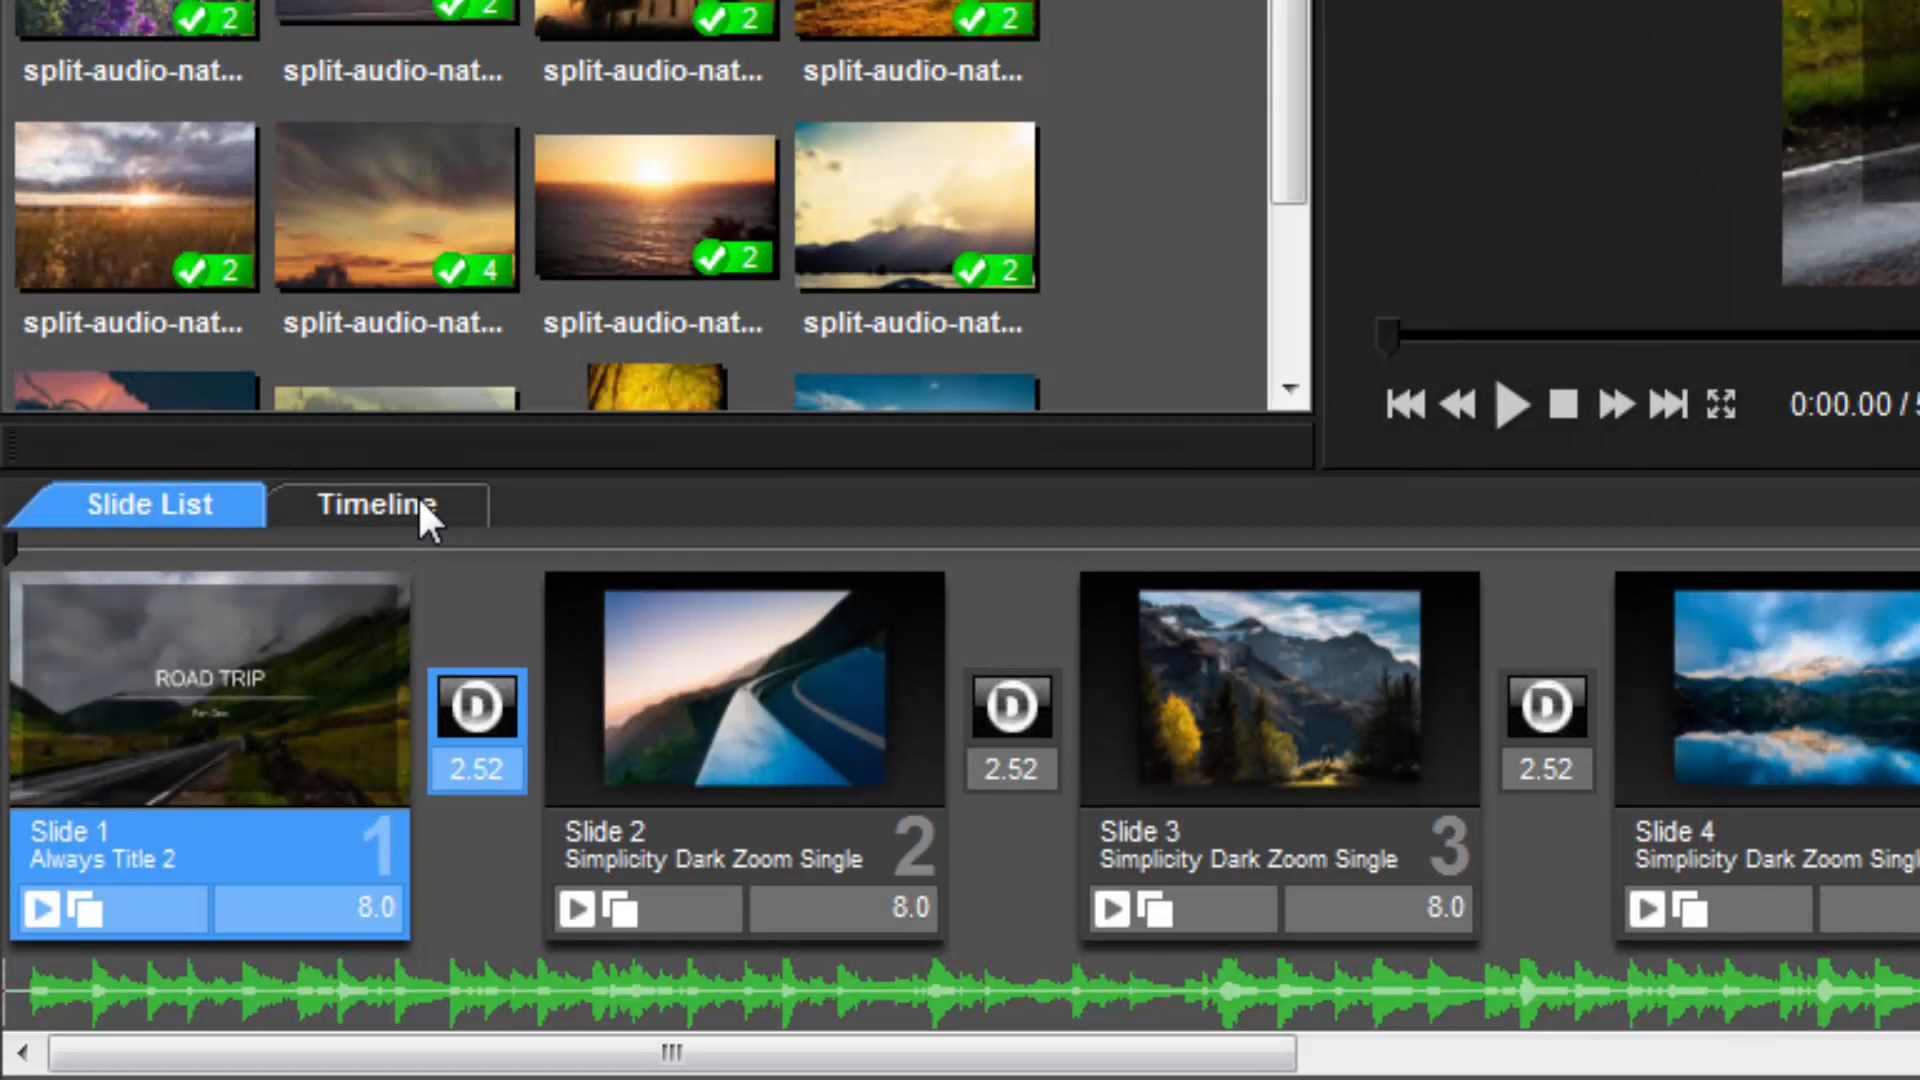 2
2
2
2
split-audio-nat...
split-audio-nat...
split-audio-nat...
split-audio-nat...
2
4
2
2
split-audio-nat...
split-audio-nat...
split-audio-nat...
split-audio-nat...
0:00.00 /
Slide List
Timeline
ROAD TRIP
D
2.52
D
2.52
D
2.52
Slide 1
Always Title 2
1
8.0
Slide 2
Simplicity Dark Zoom Single
2
8.0
Slide 3
Simplicity Dark Zoom Single
3
8.0
Slide 4
Simplicity Dark Zoom